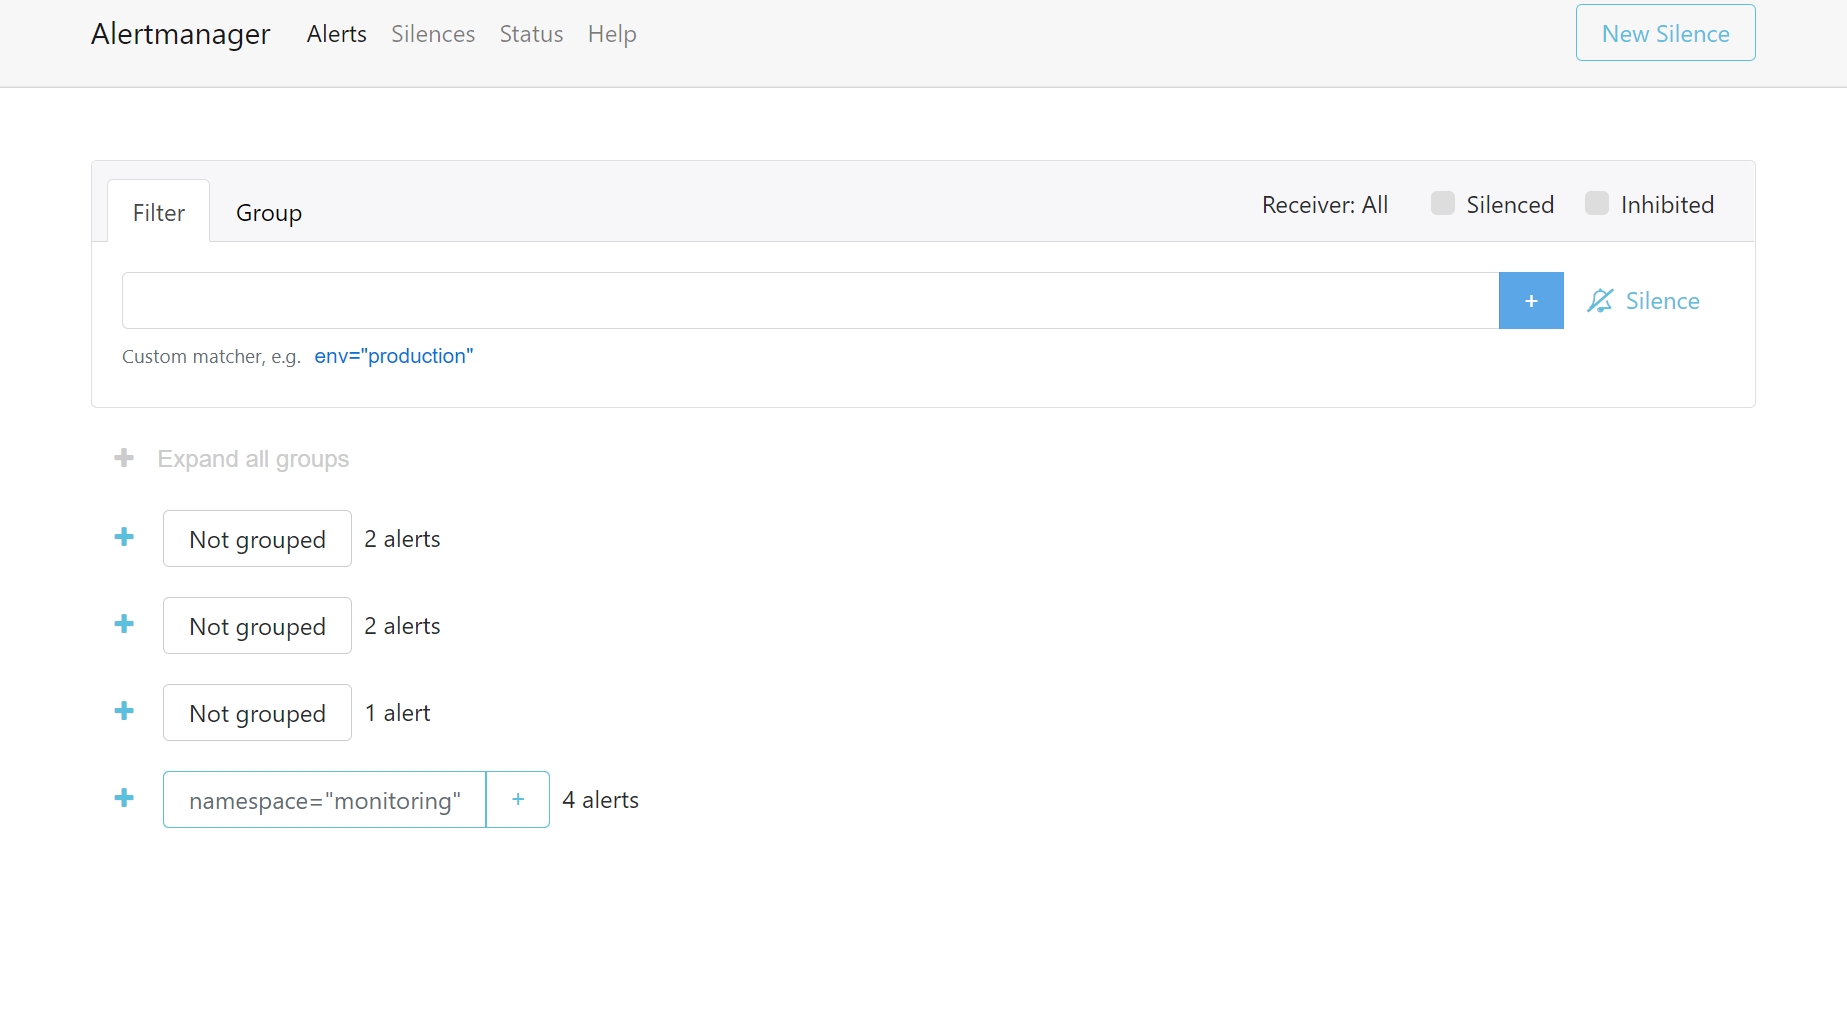 Alertmanager Alerts Silences Status Help New Silence
Filter Group Receiver: All Silenced Inhibited
+ Silence
Custom matcher, e.g. env="production"
+ Expand all groups
+ Not grouped 2 alerts
+ Not grouped 2 alerts
+ Not grouped 1 alert
+ namespace="monitoring" + 4 alerts